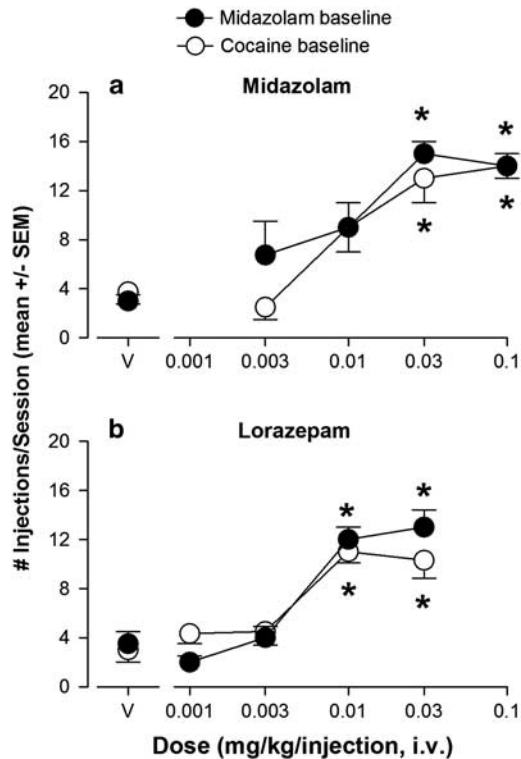 Midazolam baseline
Cocaine baseline
a Midazolam
20
16
12
8
4
0
* *
* *
V 0.001 0.003 0.01 0.03 0.1
b Lorazepam
20
16
12
8
4
0
* *
* *
V 0.001 0.003 0.01 0.03 0.1
# Injections/Session (mean +/- SEM)
Dose (mg/kg/injection, i.v.)